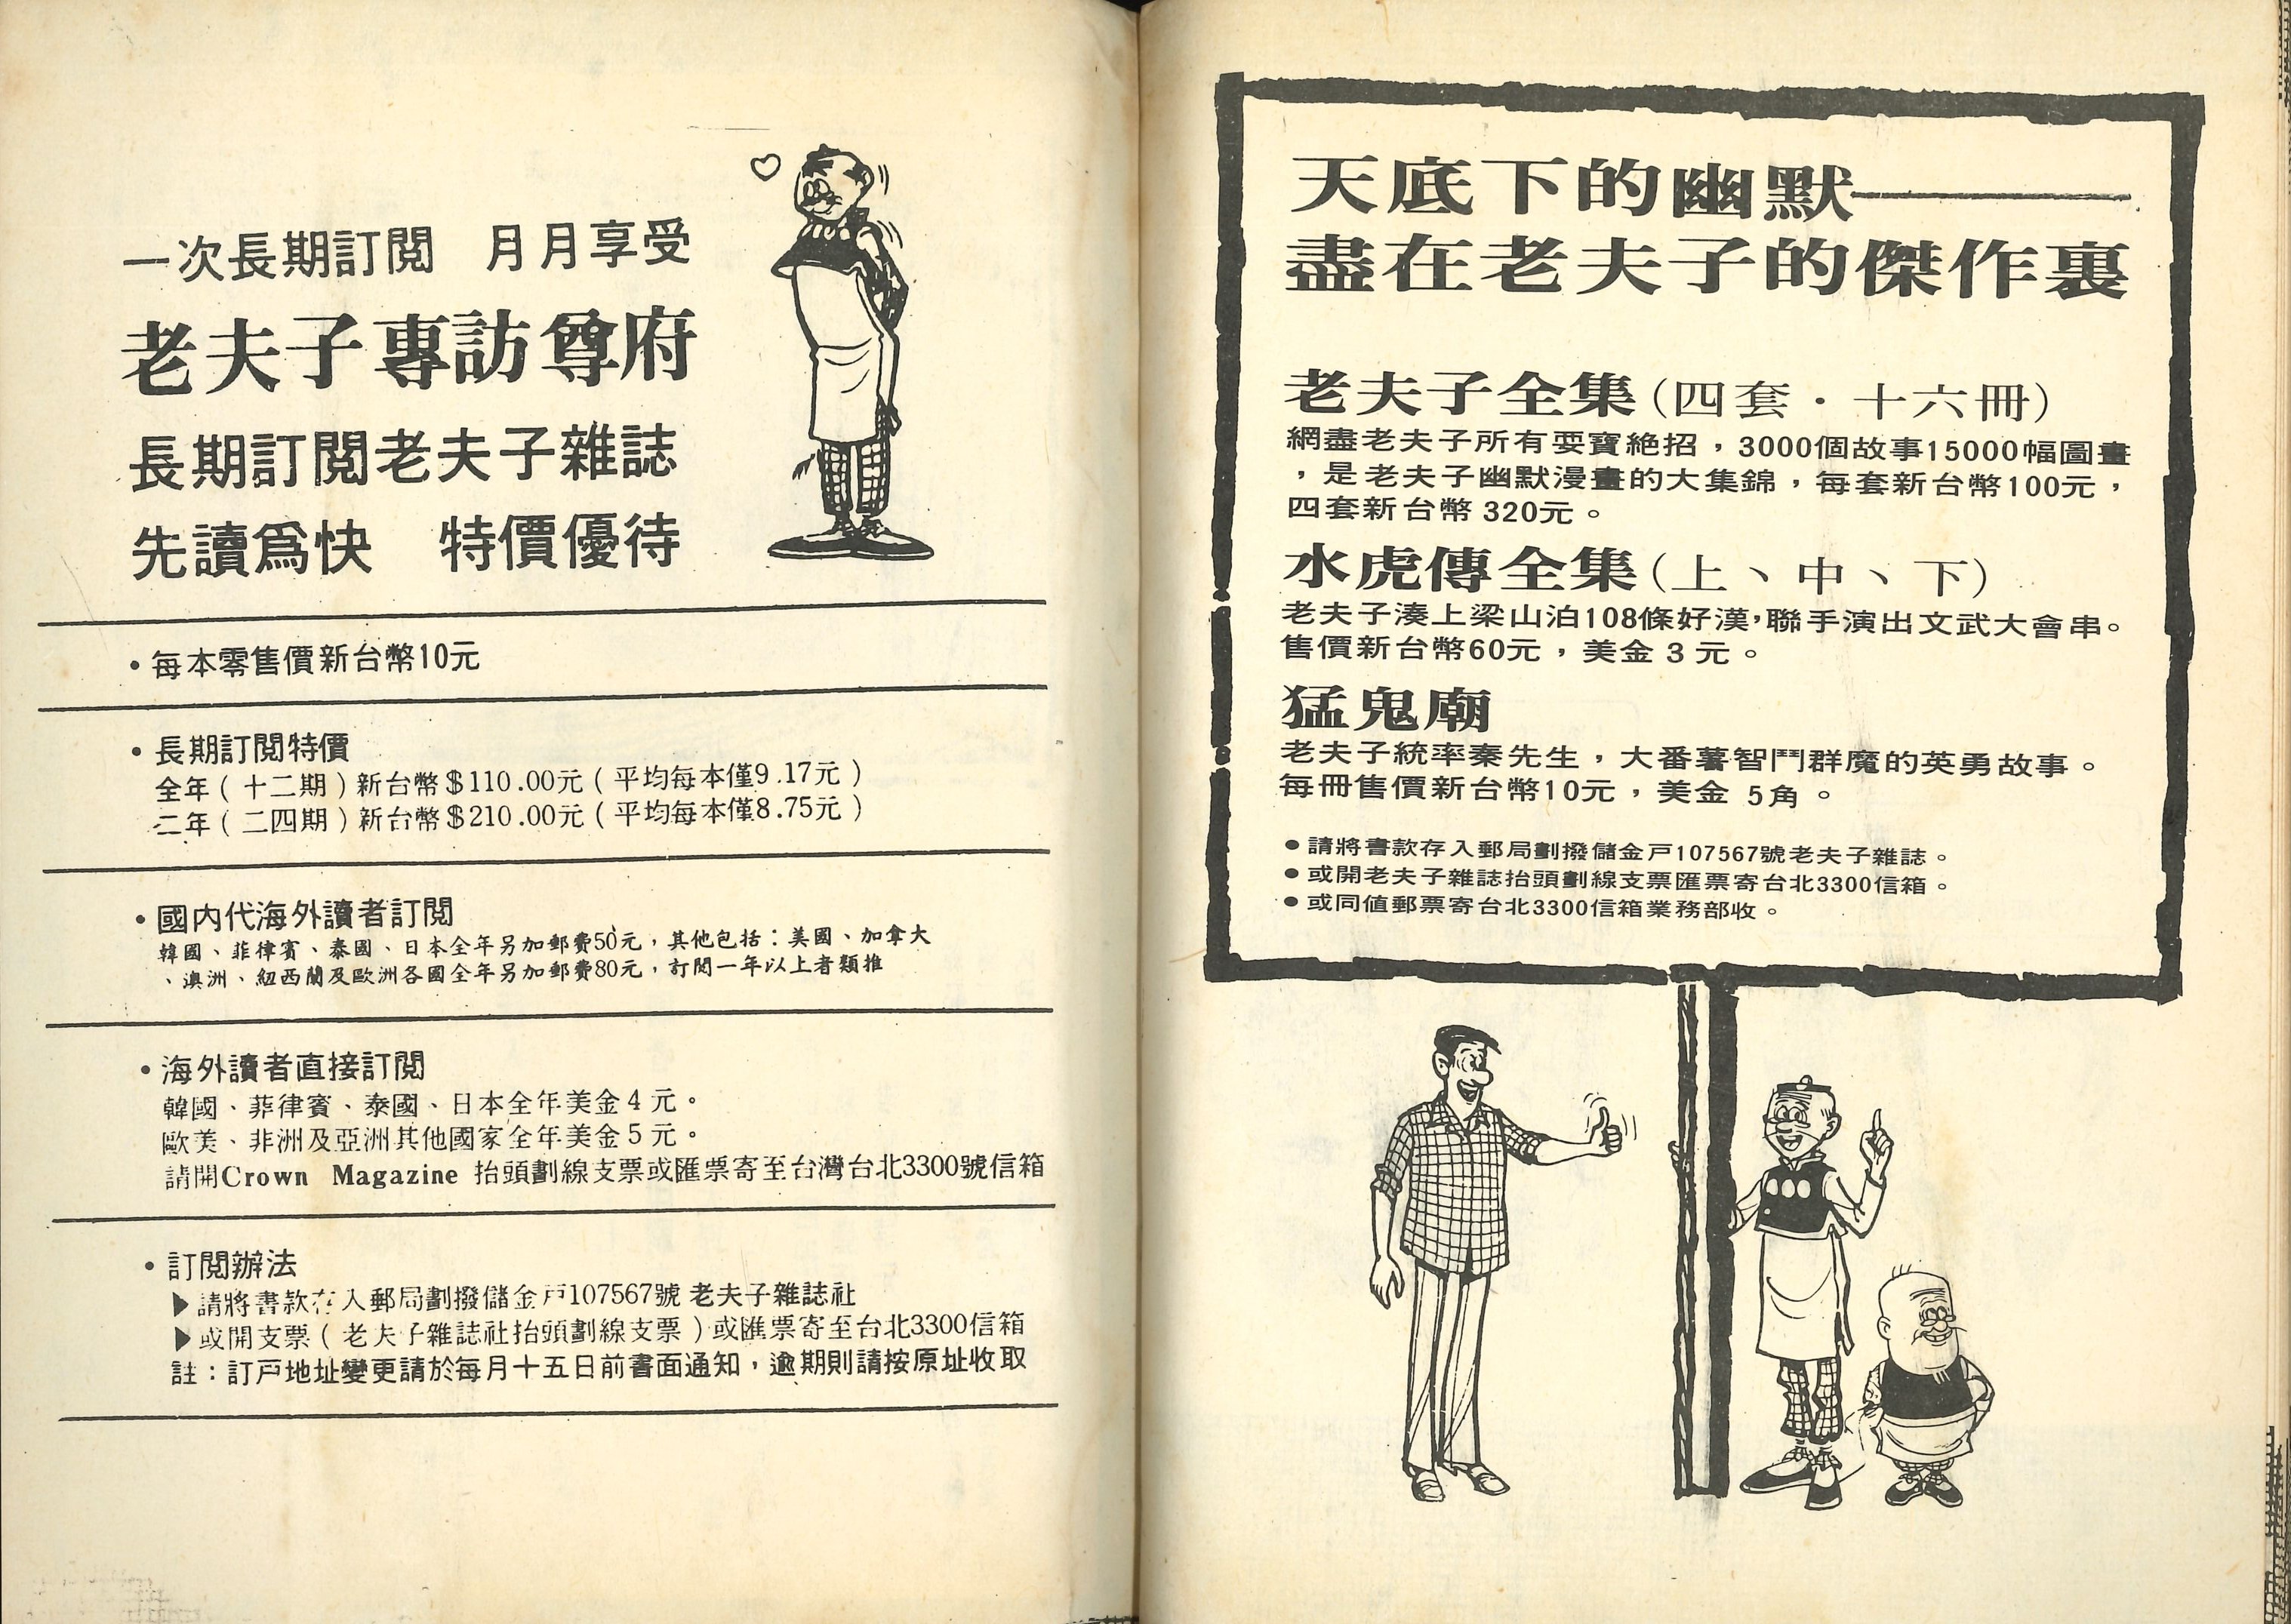 一次長期訂閱　月月享受
老夫子專訪尊府
長期訂閱老夫子雜誌
先讀爲快　特價優待
•每本零售價新台幣10元
•長期訂閱特價
全年（十二期）新台幣$110.00元（平均每本僅9.17元）
二年（二四期）新台幣$210.00元（平均每本僅8.75元）
•國内代海外讀者訂閱
韓國、菲律賓、泰國、日本全年另加郵費50元，其他包括：美國、加拿大
、澳洲、紐西蘭及歐洲各國全年另加郵費80元，訂閱一年以上者類推
•海外讀者直接訂閱
韓國、菲律賓、泰國、日本全年美金4元。
歐美、非洲及亞洲其他國家全年美金5元。
請開Crown Magazine 抬頭劃線支票或匯票寄至台灣台北3300號信箱
•訂閱辦法
▶請將書款存入郵局劃撥儲金戶107567號 老夫子雜誌社
▶或開支票（老夫子雜誌社抬頭劃線支票）或匯票寄至台北3300信箱
註：訂戶地址變更請於每月十五日前書面通知，逾期則請按原址收取
天底下的幽默——
盡在老夫子的傑作裏
老夫子全集（四套・十六冊）
網盡老夫子所有耍寶絕招，3000個故事15000幅圖畫
，是老夫子幽默漫畫的大集錦，每套新台幣100元，
四套新台幣320元。
水虎傳全集（上、中、下）
老夫子湊上梁山泊108條好漢，聯手演出文武大會串。
售價新台幣60元，美金3元。
猛鬼廟
老夫子統率秦先生，大番薯智鬥群魔的英勇故事。
每冊售價新台幣10元，美金 5角。
●請將書款存入郵局劃撥儲金戶107567號老夫子雜誌。
●或開老夫子雜誌抬頭劃線支票匯票寄台北3300信箱。
●或同值郵票寄台北3300信箱業務部收。